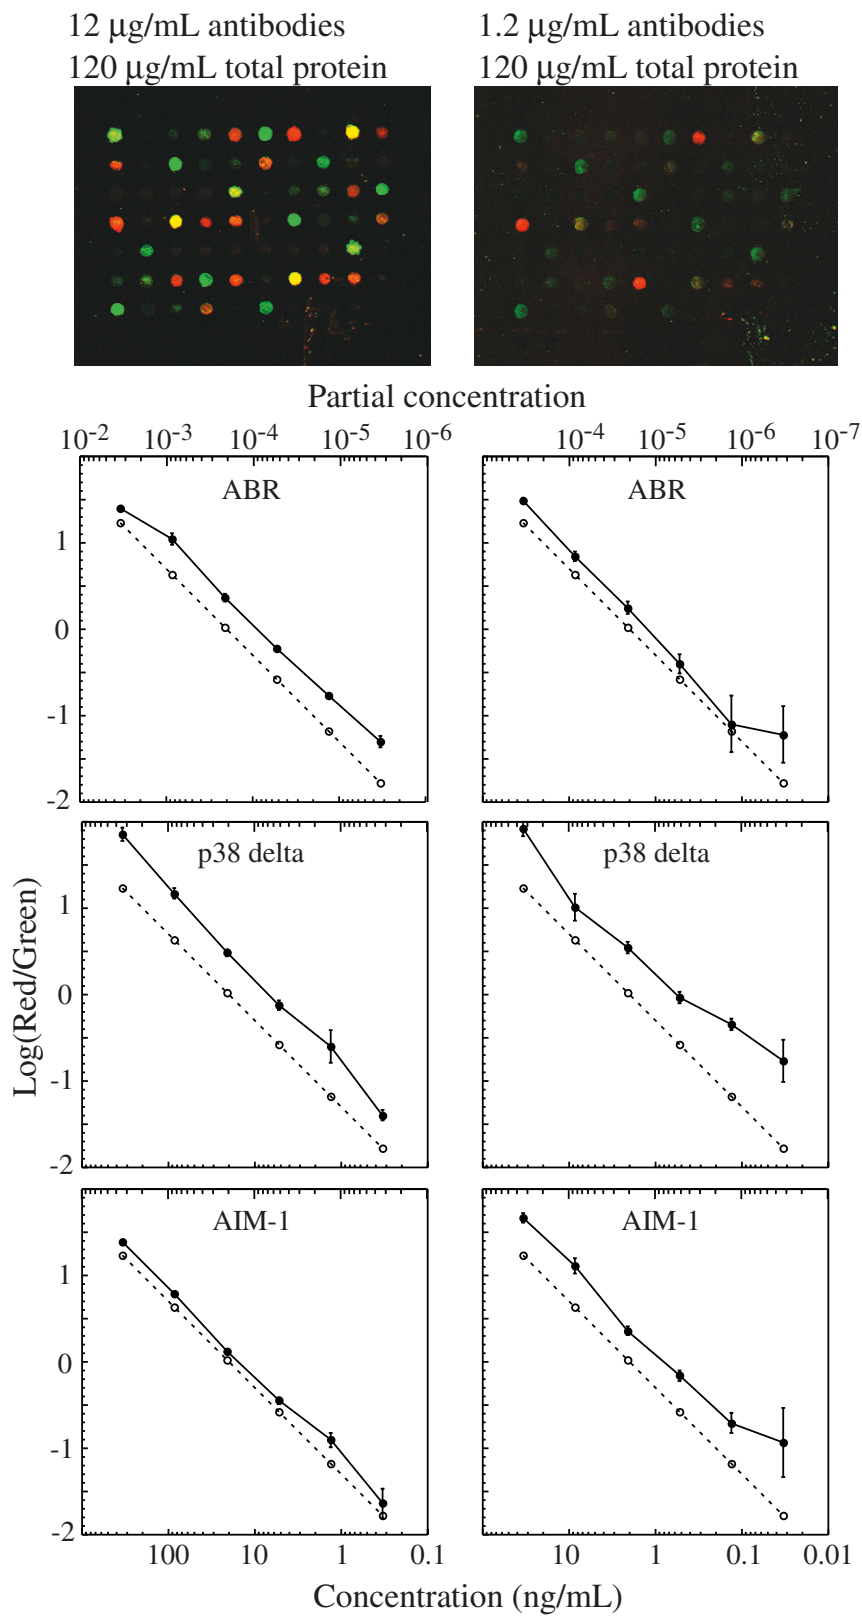 12 µg/mL antibodies 1.2 µg/mL antibodies
120 µg/mL total protein 120 µg/mL total protein
Partial concentration
10-2 10-3 10-4 10-5 10-6 10-4 10-5 10-6 10-7
ABR ABR
1
0
-1
-2
p38 delta p38 delta
1
0
-1
-2
Log(Red/Green)
AIM-1 AIM-1
1
0
-1
-2
100 10 1 0.1 10 1 0.1 0.01
Concentration (ng/mL)